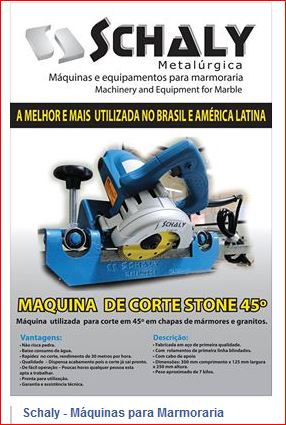 SCHALY
Metalúrgica
Máquinas e equipamentos para marmoraria
Machinery and Equipment for Marble
A MELHOR E MAIS UTILIZADA NO BRASIL E AMÉRICA LATINA
SCHALY
SCHALY
STONE 45º
MAQUINA DE CORTE STONE 45º
Máquina utilizada para corte em 45º em chapas de mármores e granitos.
Vantagens:
- Não risca pedra.
- Baixo consumo de água.
- Rapidez no corte, rendimento de 30 metros por hora.
- Qualidade - Dispensa acabamento pois o corte já sai pronto.
- De fácil operação - Poucas horas qualquer pessoa esta
apta a trabalhar.
- Pronta para utilização.
- Garantia e assistência técnica.
Descrição:
- Fabricada em aço de primeira qualidade.
- Com rolamentos de primeira linha blindados.
- Com cabo de apoio.
- Dimensões: 300 mm comprimento x 125 mm largura
x 250 mm altura.
- Peso aproximado de 7 kilos.
Schaly - Máquinas para Marmoraria